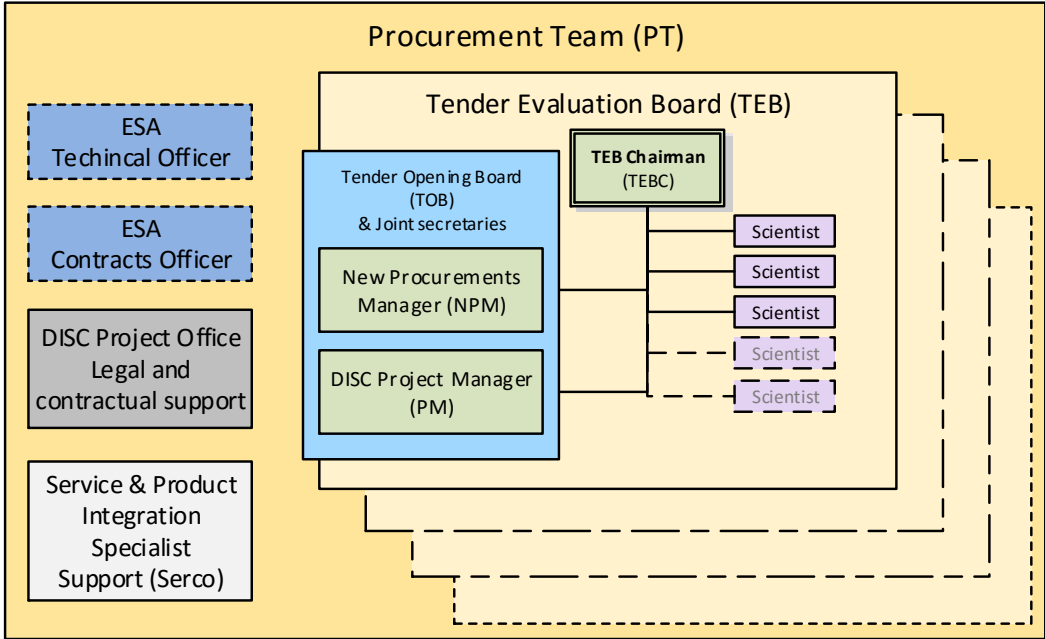 Procurement Team (PT)
ESA
Techincal Officer
ESA
Contracts Officer
DISC Project Office
Legal and
contractual support
Service & Product
Integration
Specialist
Support (Serco)
Tender Evaluation Board (TEB)
Tender Opening Board
(TOB)
& Joint secretaries
New Procurements
Manager (NPM)
DISC Project Manager
(PM)
TEB Chairman
(TEBC)
Scientist
Scientist
Scientist
Scientist
Scientist